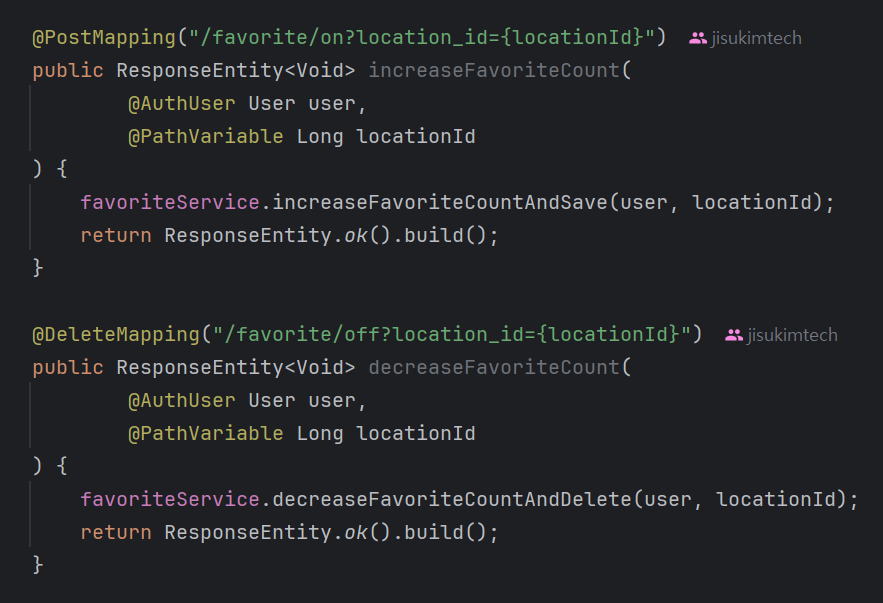 @PostMapping("/favorite/on?location_id={locationId}") jisukimtech
public ResponseEntity<Void> increaseFavoriteCount(
@AuthUser User user,
@PathVariable Long locationId
) {
favoriteService.increaseFavoriteCountAndSave(user, locationId);
return ResponseEntity.ok().build();
}
@DeleteMapping("/favorite/off?location_id={locationId}") jisukimtech
public ResponseEntity<Void> decreaseFavoriteCount(
@AuthUser User user,
@PathVariable Long locationId
) {
favoriteService.decreaseFavoriteCountAndDelete(user, locationId);
return ResponseEntity.ok().build();
}